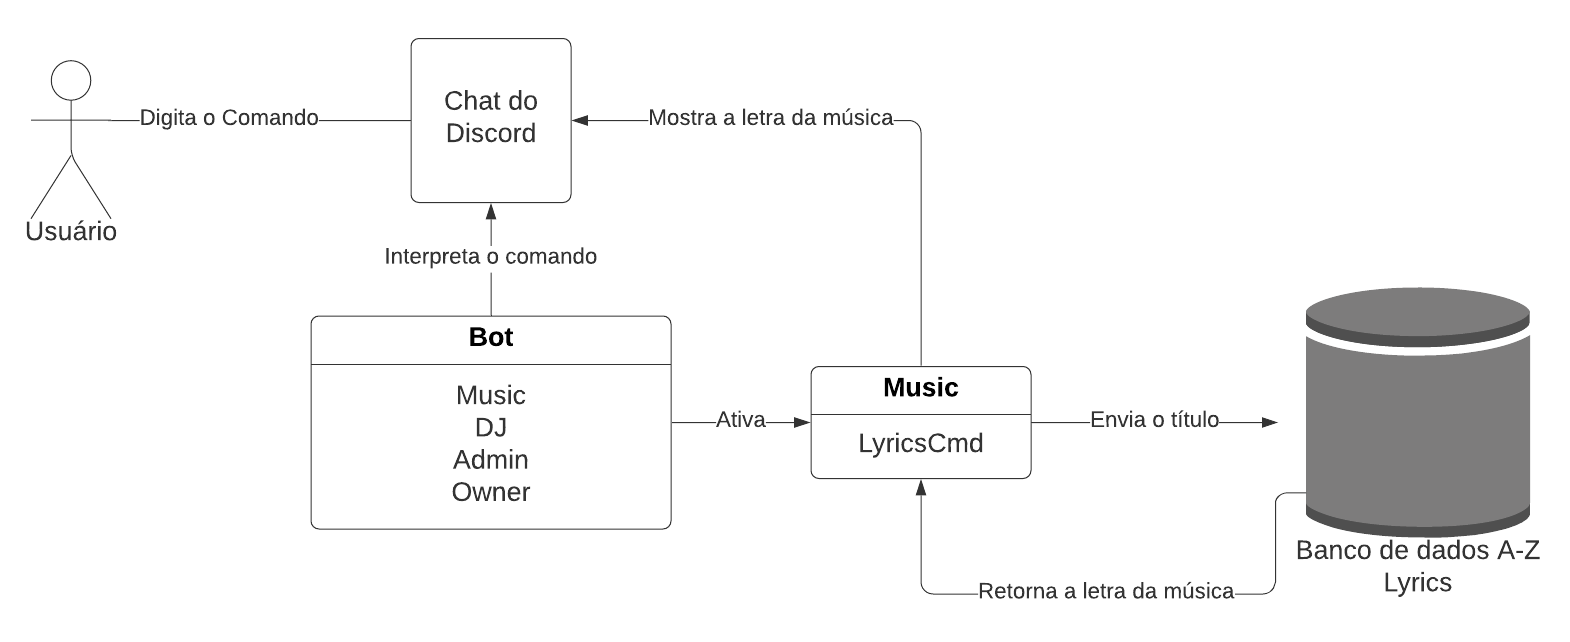 Chat do
Discord
Digita o Comando
Mostra a letra da música
Usuário
Interpreta o comando
Bot
Music
DJ
Admin
Owner
Ativa
Music
LyricsCmd
Envia o título
Banco de dados A-Z
Lyrics
Retorna a letra da música